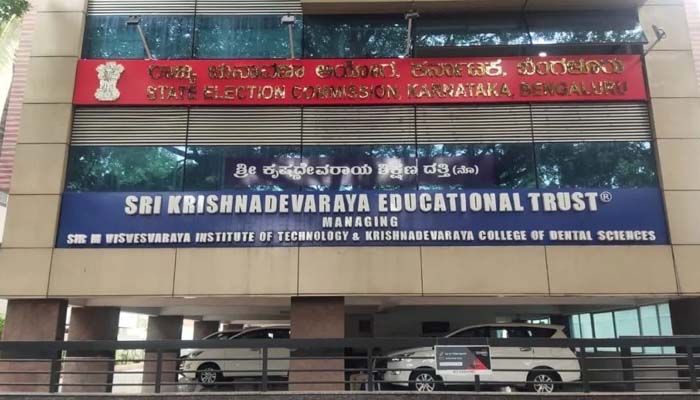 ರಾಜ್ಯ ಚುನಾವಣಾ ಆಯೋಗ, ಕರ್ನಾಟಕ, ಬೆಂಗಳೂರು
STATE ELECTION COMMISSION, KARNATAKA, BENGALURU
ಶ್ರೀ ಕೃಷ್ಣದೇವರಾಯ ಶಿಕ್ಷಣ ದತ್ತಿ (ನೊ)
SRI KRISHNADEVARAYA EDUCATIONAL TRUST®
MANAGING
SIR M VISVESVARAYA INSTITUTE OF TECHNOLOGY & KRISHNADEVARAYA COLLEGE OF DENTAL SCIENCES